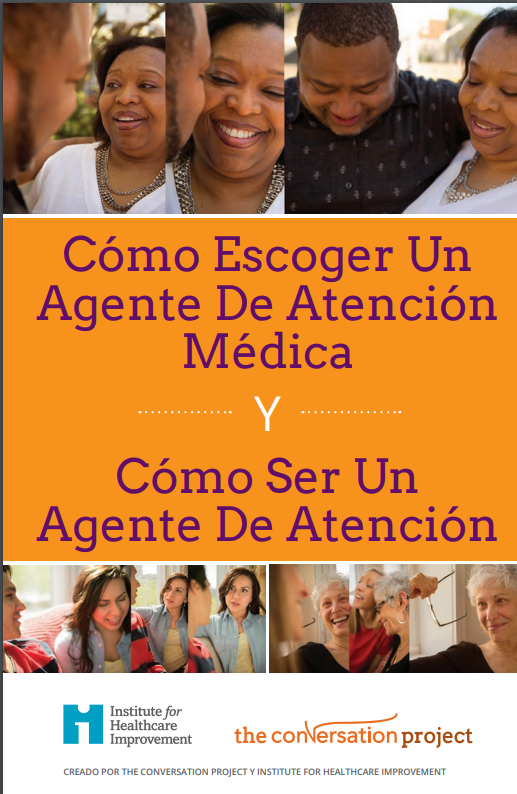 Cómo Escoger Un
Agente De Atención
Médica
Y
Cómo Ser Un
Agente De Atención
Institute for
Healthcare
Improvement
the conversation project
CREADO POR THE CONVERSATION PROJECT Y INSTITUTE FOR HEALTHCARE IMPROVEMENT